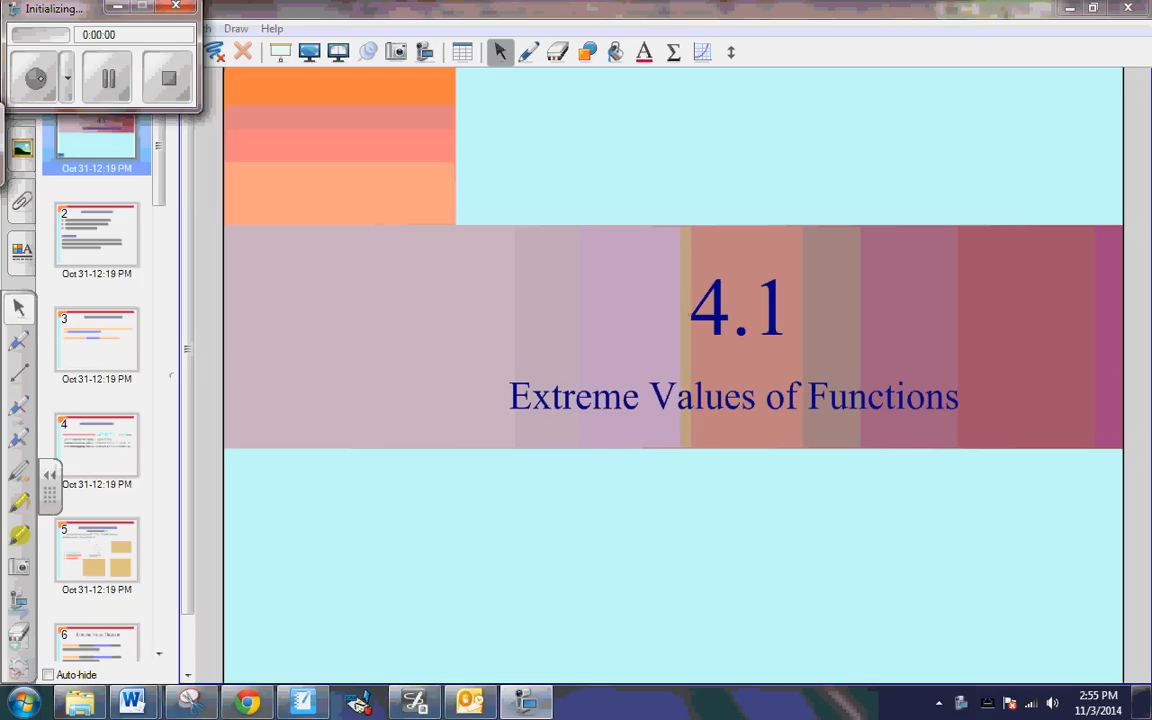 Initializing...
0:00:00
Draw Help
Oct 31-12:19 PM
2
Oct 31-12:19 PM
3
Oct 31-12:19 PM
4
Oct 31-12:19 PM
5
Oct 31-12:19 PM
6
Auto-hide
4.1
Extreme Values of Functions
2:55 PM
11/3/2014